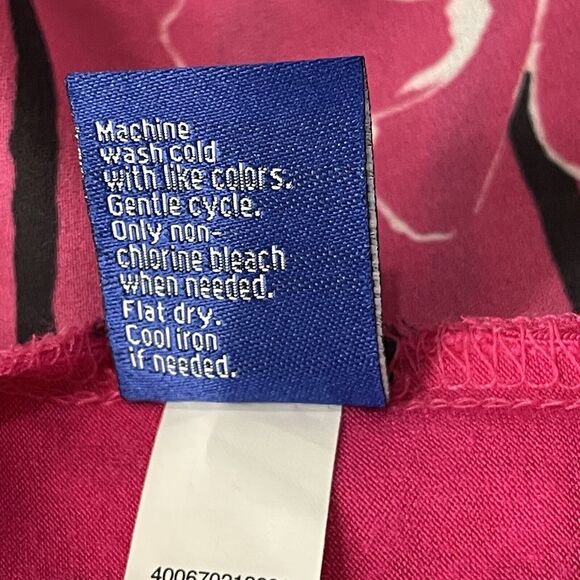 Machine
wash cold
with like colors.
Gentle cycle.
Only non-
chlorine bleach
when needed.
Flat dry.
Cool iron
if needed.